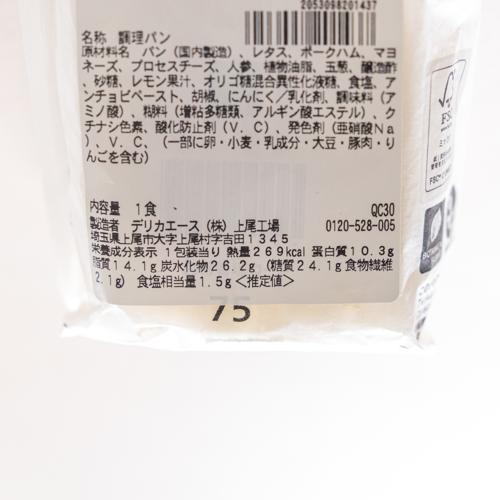 2053098201437
名称 調理パン
原材料名 パン（国内製造）、レタス、ポークハム、マヨ
ネーズ、プロセスチーズ、人参、植物油脂、玉葱、醸造酢
、砂糖、レモン果汁、オリゴ糖混合異性化液糖、食塩、ア
ンチョビペースト、胡椒、にんにく／乳化剤、調味料（ア
ミノ酸）、糊料（増粘多糖類、アルギン酸エステル）、ク
チナシ色素、酸化防止剤（V．C）、発色剤（亜硝酸Na
）、V．C、（一部に卵・小麦・乳成分・大豆・豚肉・り
んごを含む）
内容量 1食 QC30
製造者 デリカエース（株）上尾工場 0120-528-005
埼玉県上尾市大字上尾村字吉田1345
栄養成分表示 1包装当り 熱量269kcal 蛋白質10.3g
脂質14.1g 炭水化物26.2g（糖質24.1g 食物繊維
2.1g） 食塩相当量1.5g＜推定値＞
75
FSC